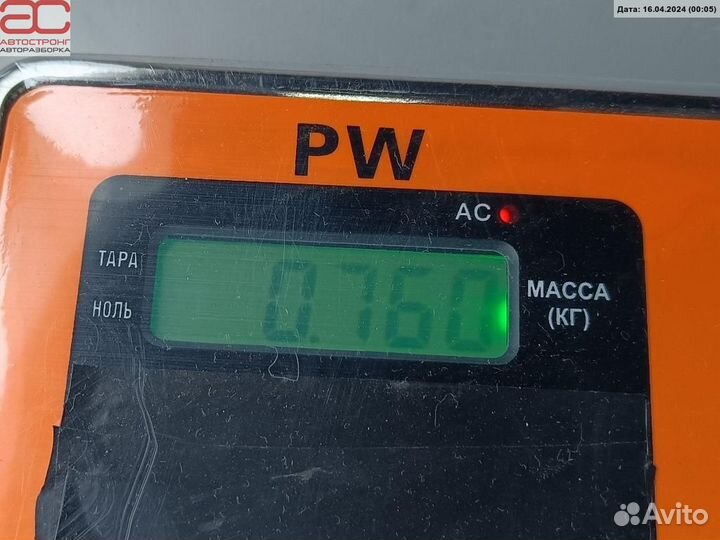 АС
АВТОСТРОНГ
АВТОРАЗБОРКА
Дата: 16.04.2024 (00:05)
PW
AC
ТАРА
НОЛЬ
0.760
МАССА
(КГ)
Avito